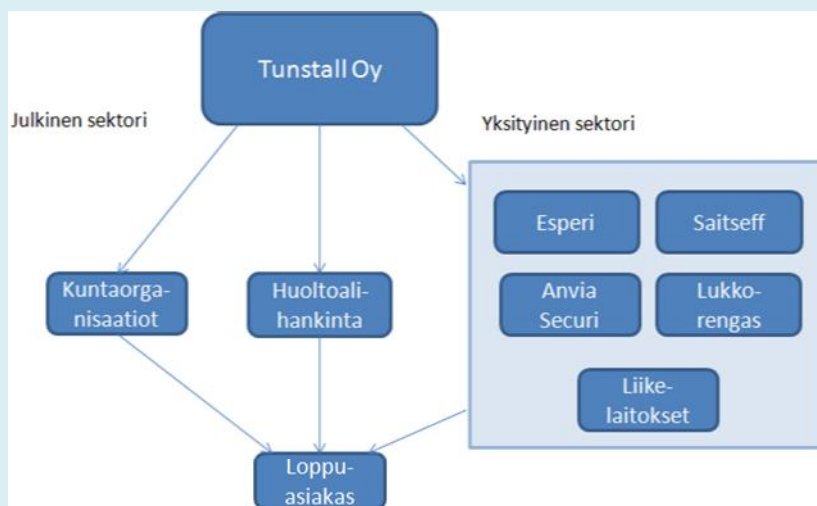 Tunstall Oy
Julkinen sektori
Yksityinen sektori
Esperi
Saitseff
Kuntaorga-
nisaatiot
Huoltoali-
hankinta
Anvia
Securi
Lukko-
rengas
Liike-
laitokset
Loppu-
asiakas